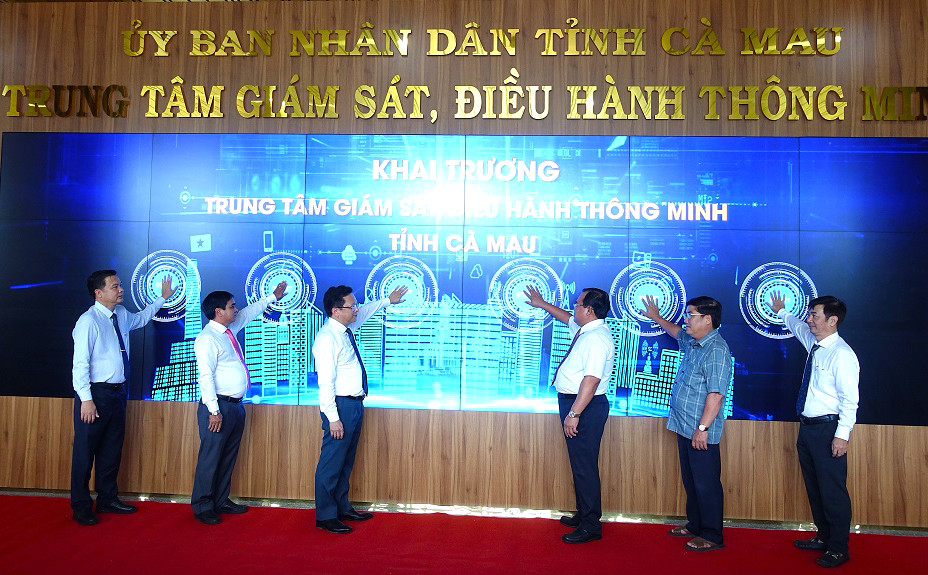 ỦY BAN NHÂN DÂN TỈNH CÀ MAU
TRUNG TÂM GIÁM SÁT, ĐIỀU HÀNH THÔNG MIN
KHAI TRƯƠNG
TRUNG TÂM GIÁM HÀNH THÔNG MINH
TỈNH CÀ MAU